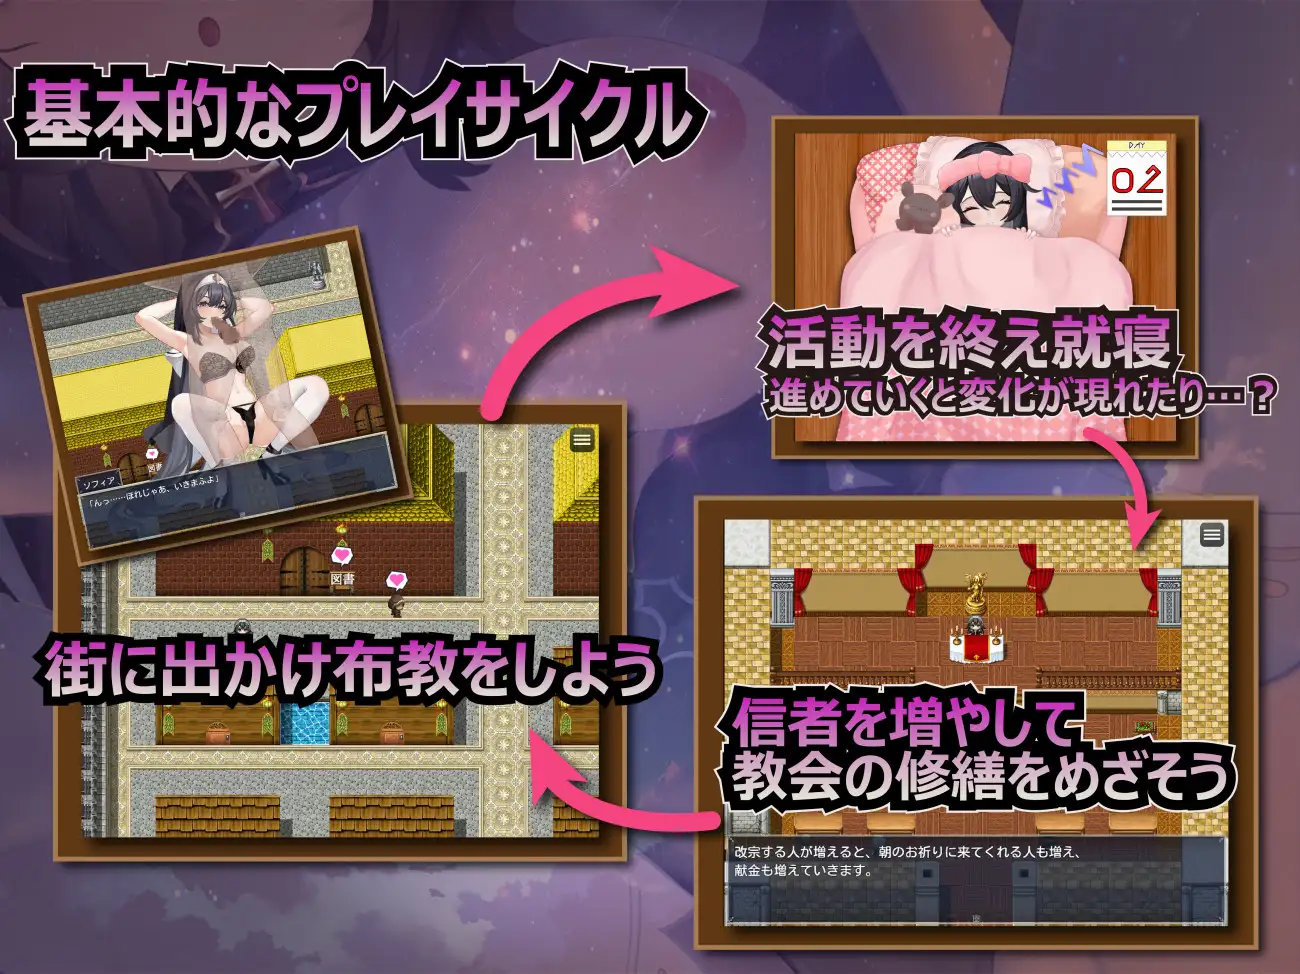 基本的なプレイサイクル
DAY
02
活動を終え就寝
進めていくと変化が現れたり…？
ソフィア
「んっ……ほれじゃあ、いきまふよ」
図書
図書
街に出かけ布教をしよう
信者を増やして
教会の修繕をめざそう
改宗する人が増えると、朝のお祈りに来てくれる人も増え、
献金も増えていきます。